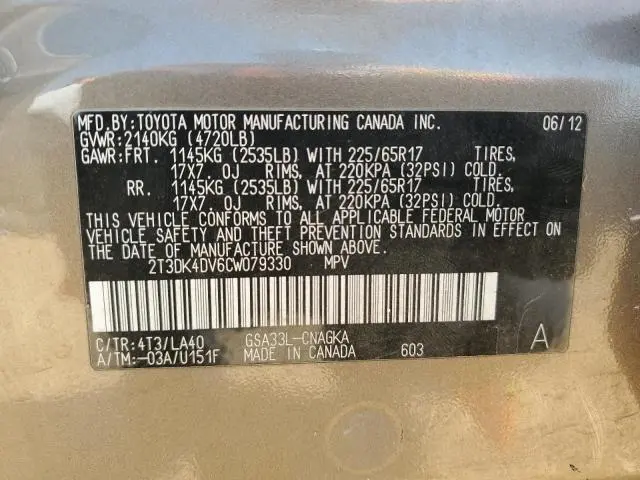 MFD.BY:TOYOTA MOTOR MANUFACTURING CANADA INC. 06/12
GVWR:2140KG (4720LB)
GAWR:FRT. 1145KG (2535LB) WITH 225/65R17 TIRES,
17X7. OJ RIMS, AT 220KPA (32PSI) COLD.
RR. 1145KG (2535LB) WITH 225/65R17 TIRES,
17X7. OJ RIMS, AT 220KPA (32PSI) COLD.
THIS VEHICLE CONFORMS TO ALL APPLICABLE FEDERAL MOTOR
VEHICLE SAFETY AND THEFT PREVENTION STANDARDS IN EFFECT ON
THE DATE OF MANUFACTURE SHOWN ABOVE.
2T3DK4DV6CW079330 MPV
C/TR:4T3/LA40 GSA33L-CNAGKA
A/TM:-03A/U151F MADE IN CANADA 603 A